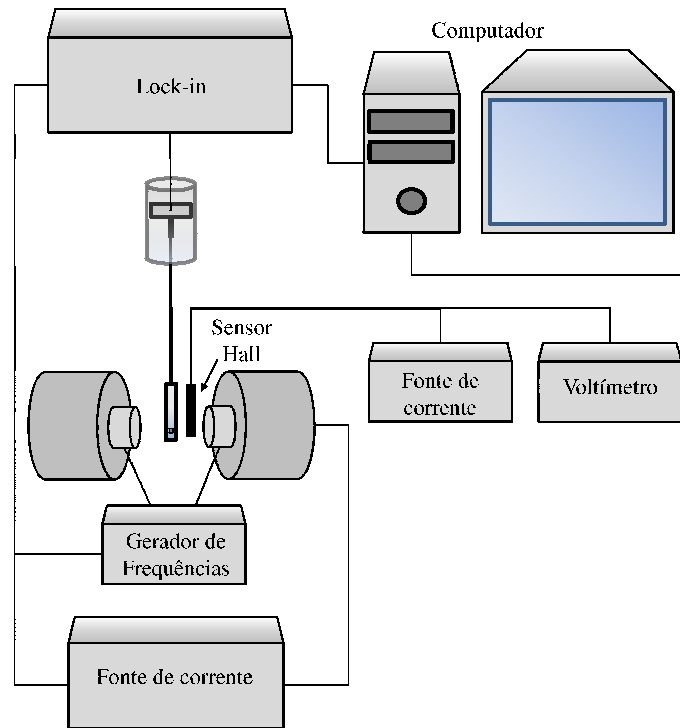 Computador
Lock-in
Sensor
Hall
Fonte de
corrente
Voltímetro
Gerador de
Frequências
Fonte de corrente